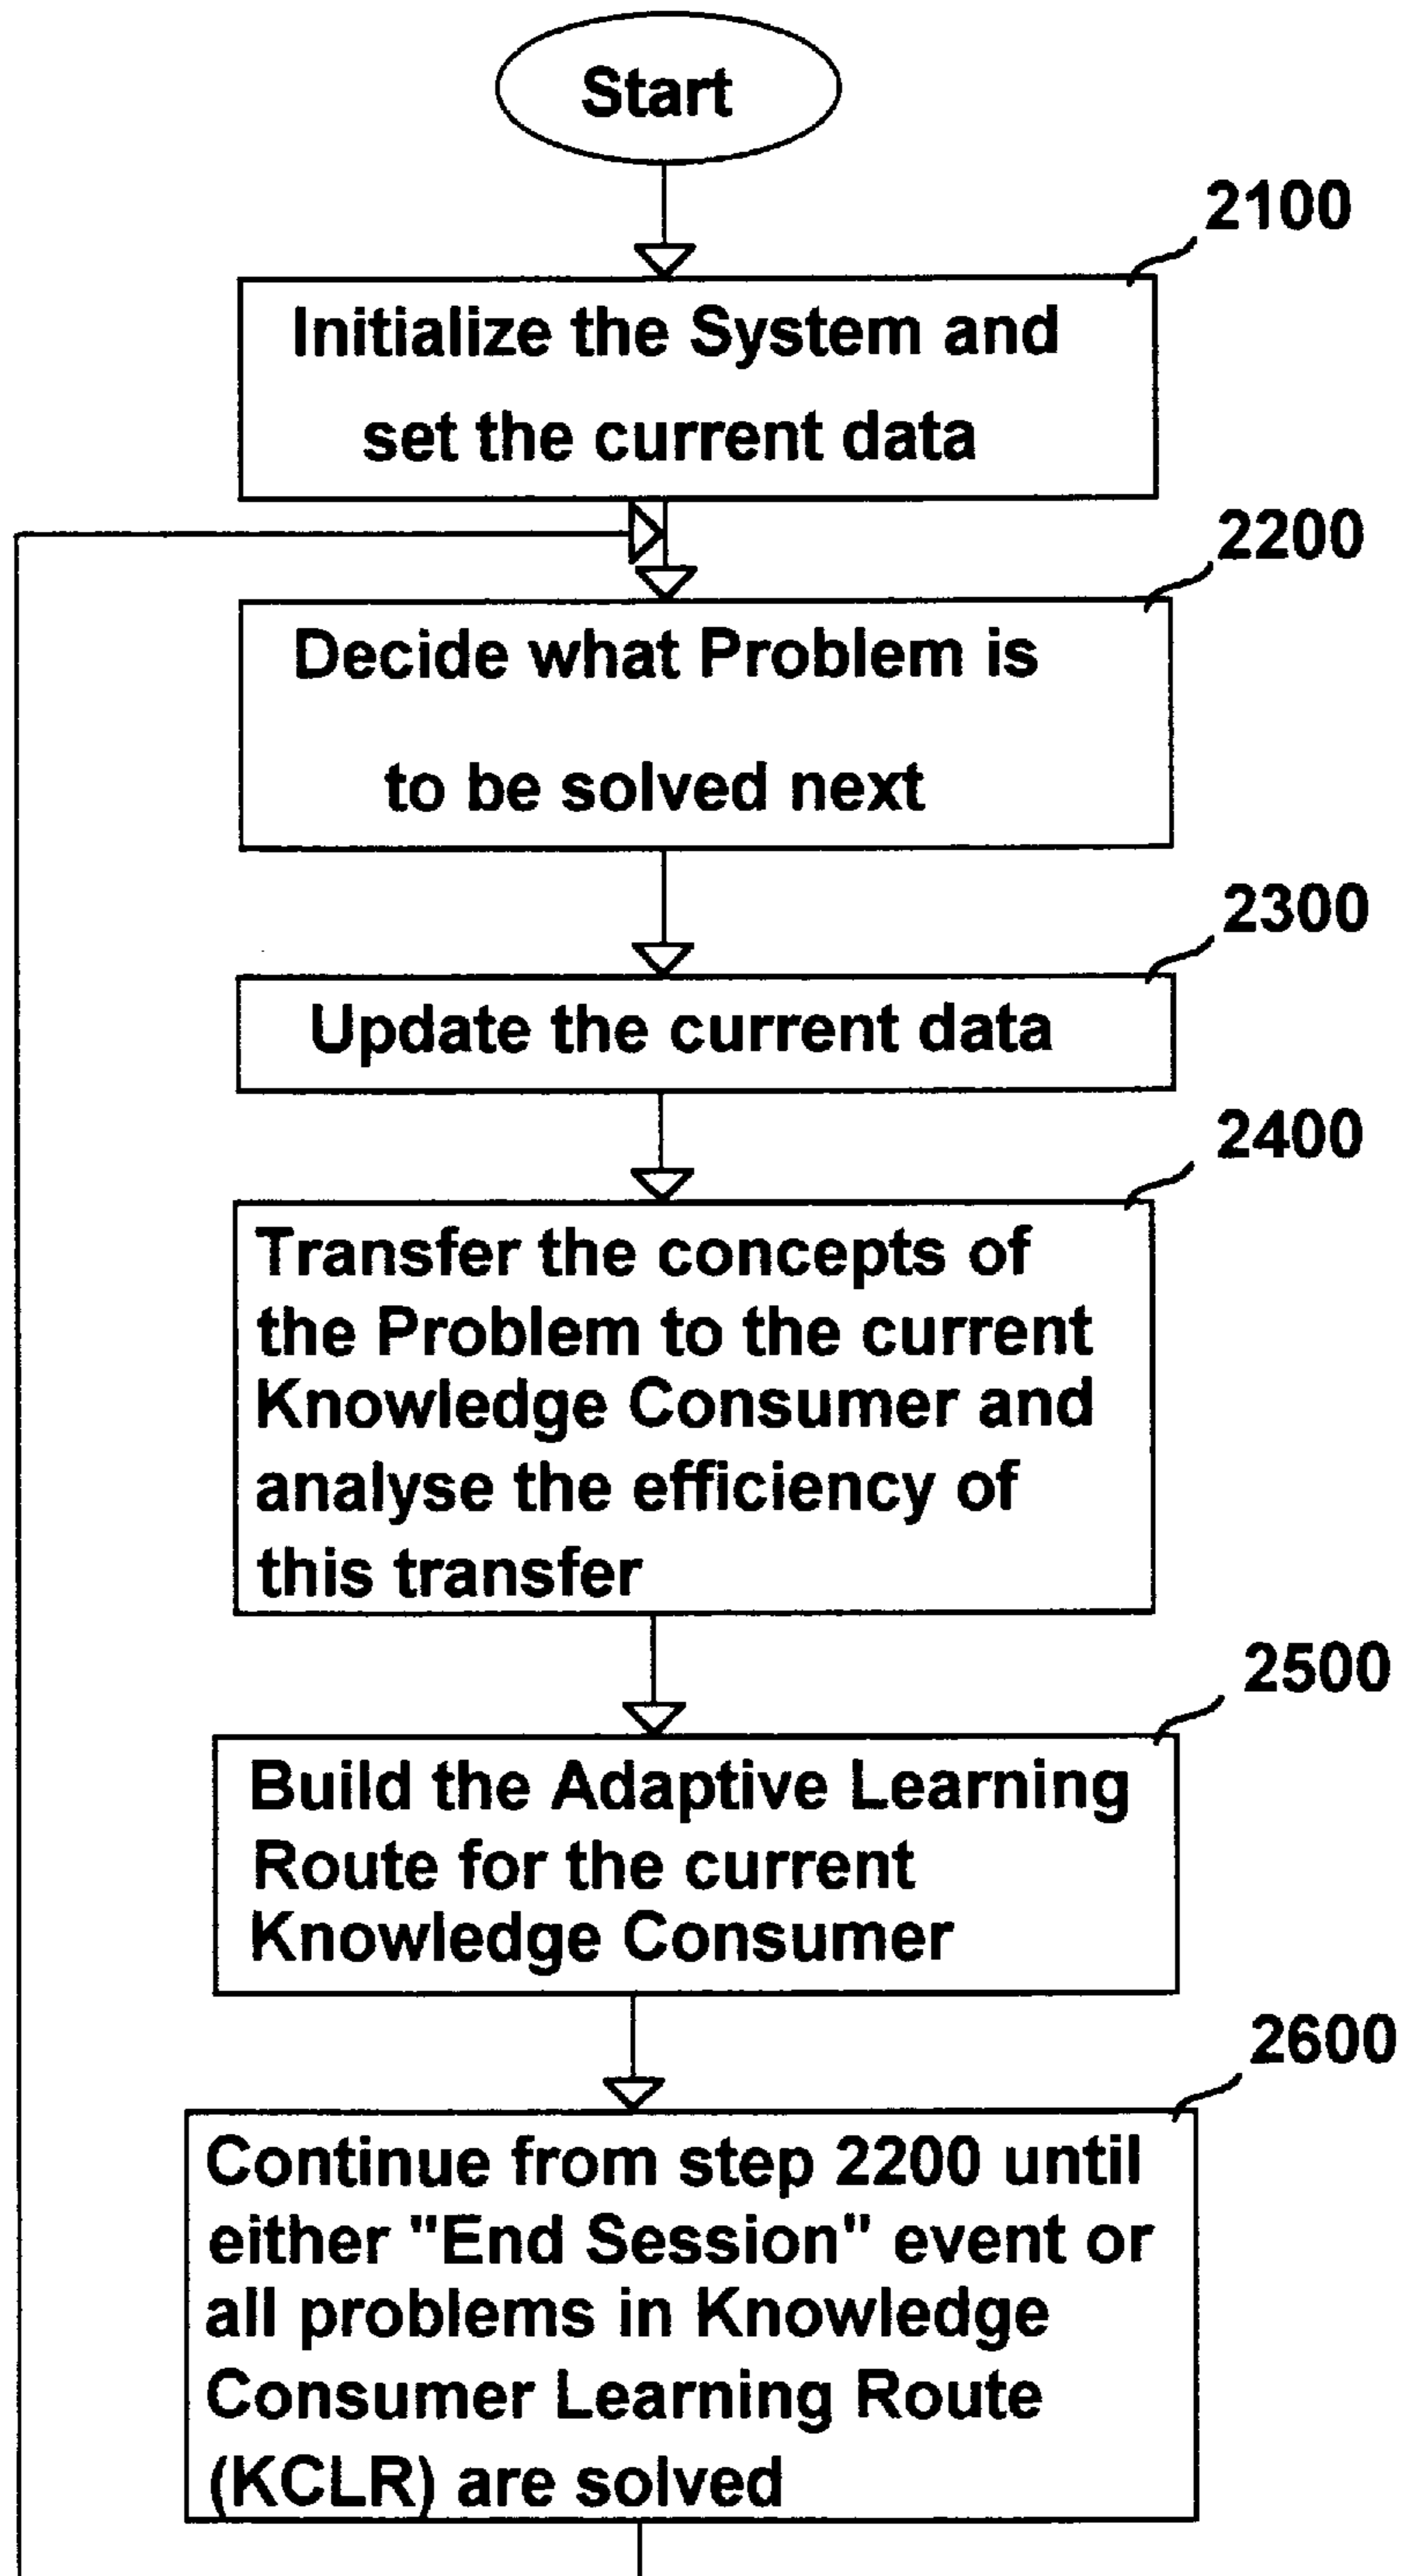 Start
2100
Initialize the System and
set the current data
2200
Decide what Problem is
to be solved next
2300
Update the current data
2400
Transfer the concepts of
the Problem to the current
Knowledge Consumer and
analyse the efficiency of
this transfer
2500
Build the Adaptive Learning
Route for the current
Knowledge Consumer
2600
Continue from step 2200 until
either "End Session" event or
all problems in Knowledge
Consumer Learning Route
(KCLR) are solved